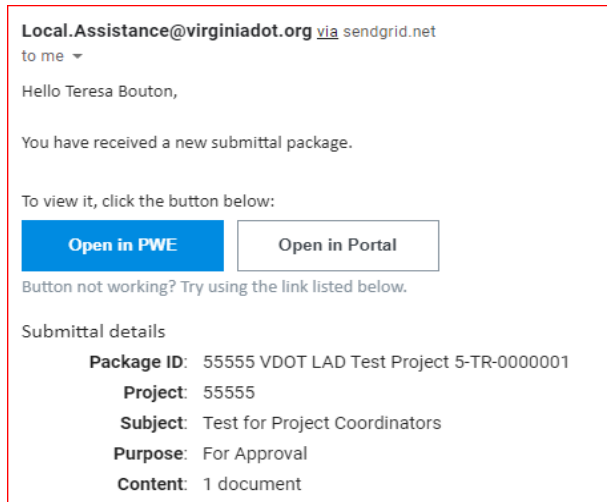 Local.Assistance@virginiadot.org via sendgrid.net
to me
Hello Teresa Bouton,
You have received a new submittal package.
To view it, click the button below:
Open in PWE Open in Portal
Button not working? Try using the link listed below.
Submittal details
Package ID: 55555 VDOT LAD Test Project 5-TR-0000001
Project: 55555
Subject: Test for Project Coordinators
Purpose: For Approval
Content: 1 document